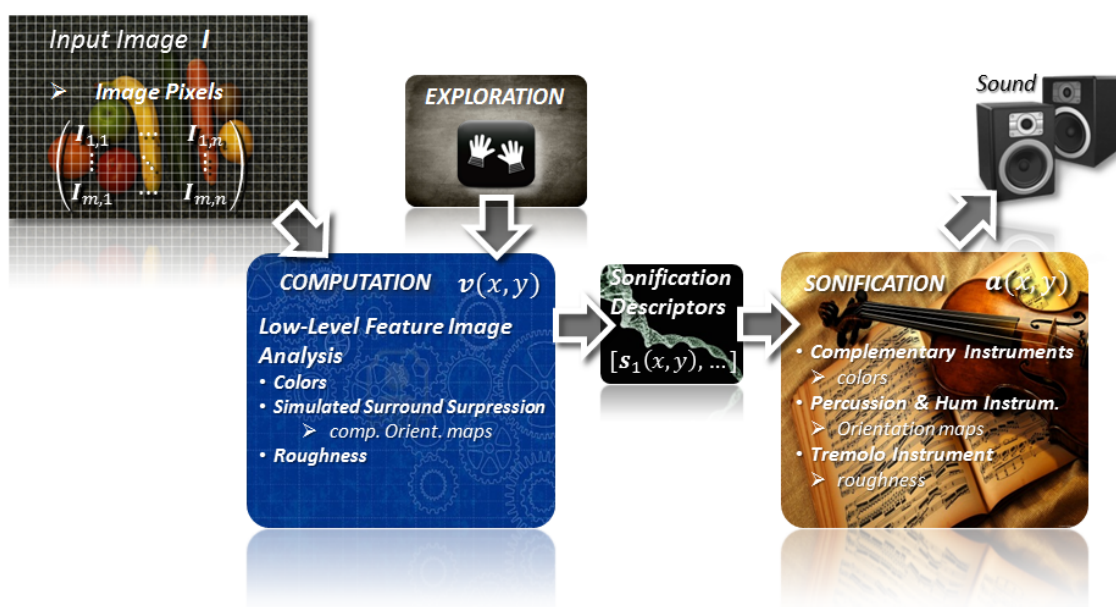 Input Image I
➢ Image Pixels
I1,1 ⋯ I1,n
⋮ ⋱ ⋮
Im,1 ⋯ Im,n
EXPLORATION
Sound
COMPUTATION v(x, y)
Low-Level Feature Image
Analysis
• Colors
• Simulated Surround Surpression
➢ comp. Orient. maps
• Roughness
Sonification
Descriptors
[s1(x, y), …]
SONIFICATION a(x, y)
• Complementary Instruments
➢ colors
• Percussion & Hum Instrum.
➢ Orientation maps
• Tremolo Instrument
➢ roughness